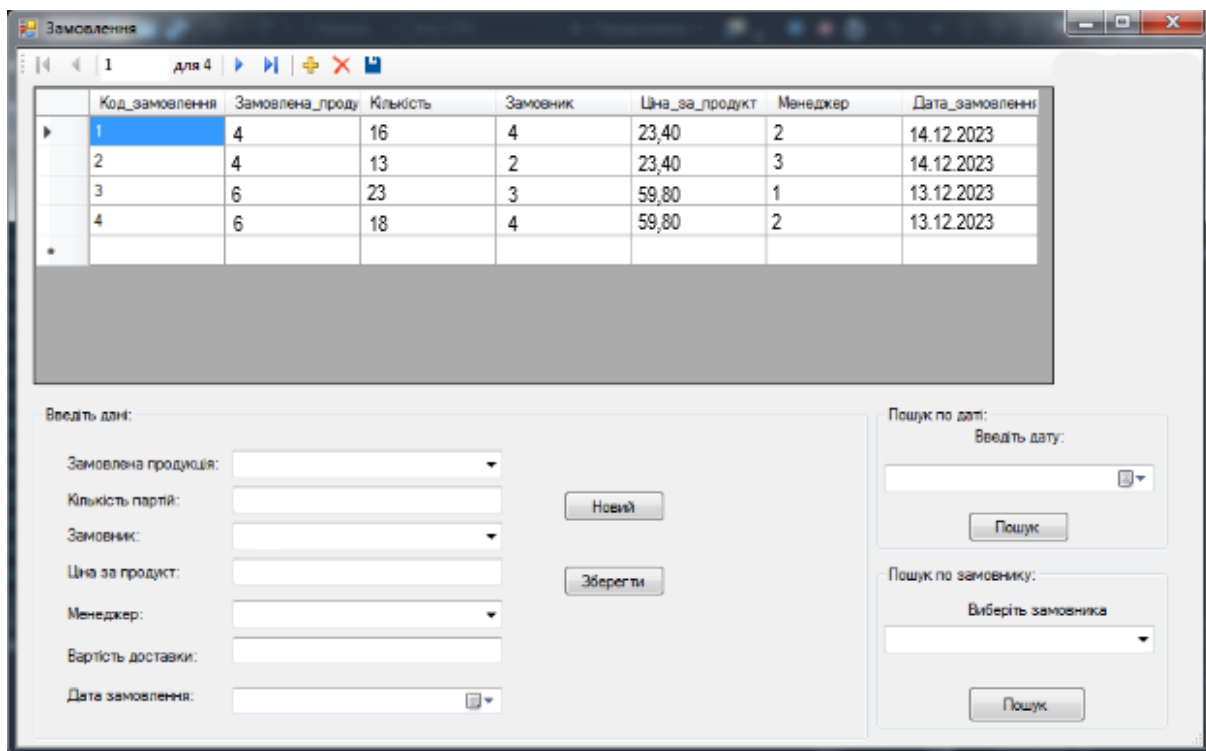 Замовлення
1 для 4
Код_замовлення Замовлена_проду Кількість Замовник Ціна_за_продукт Менеджер Дата_замовлення
1 4 16 4 23,40 2 14.12.2023
2 4 13 2 23,40 3 14.12.2023
3 6 23 3 59,80 1 13.12.2023
4 6 18 4 59,80 2 13.12.2023
Введіть дані:
Замовлена продукція:
Кількість партій:
Замовник:
Ціна за продукт:
Менеджер:
Вартість доставки:
Дата замовлення:
Новий
Зберегти
Пошук по даті:
Введіть дату:
Пошук
Пошук по замовнику:
Виберіть замовника
Пошук